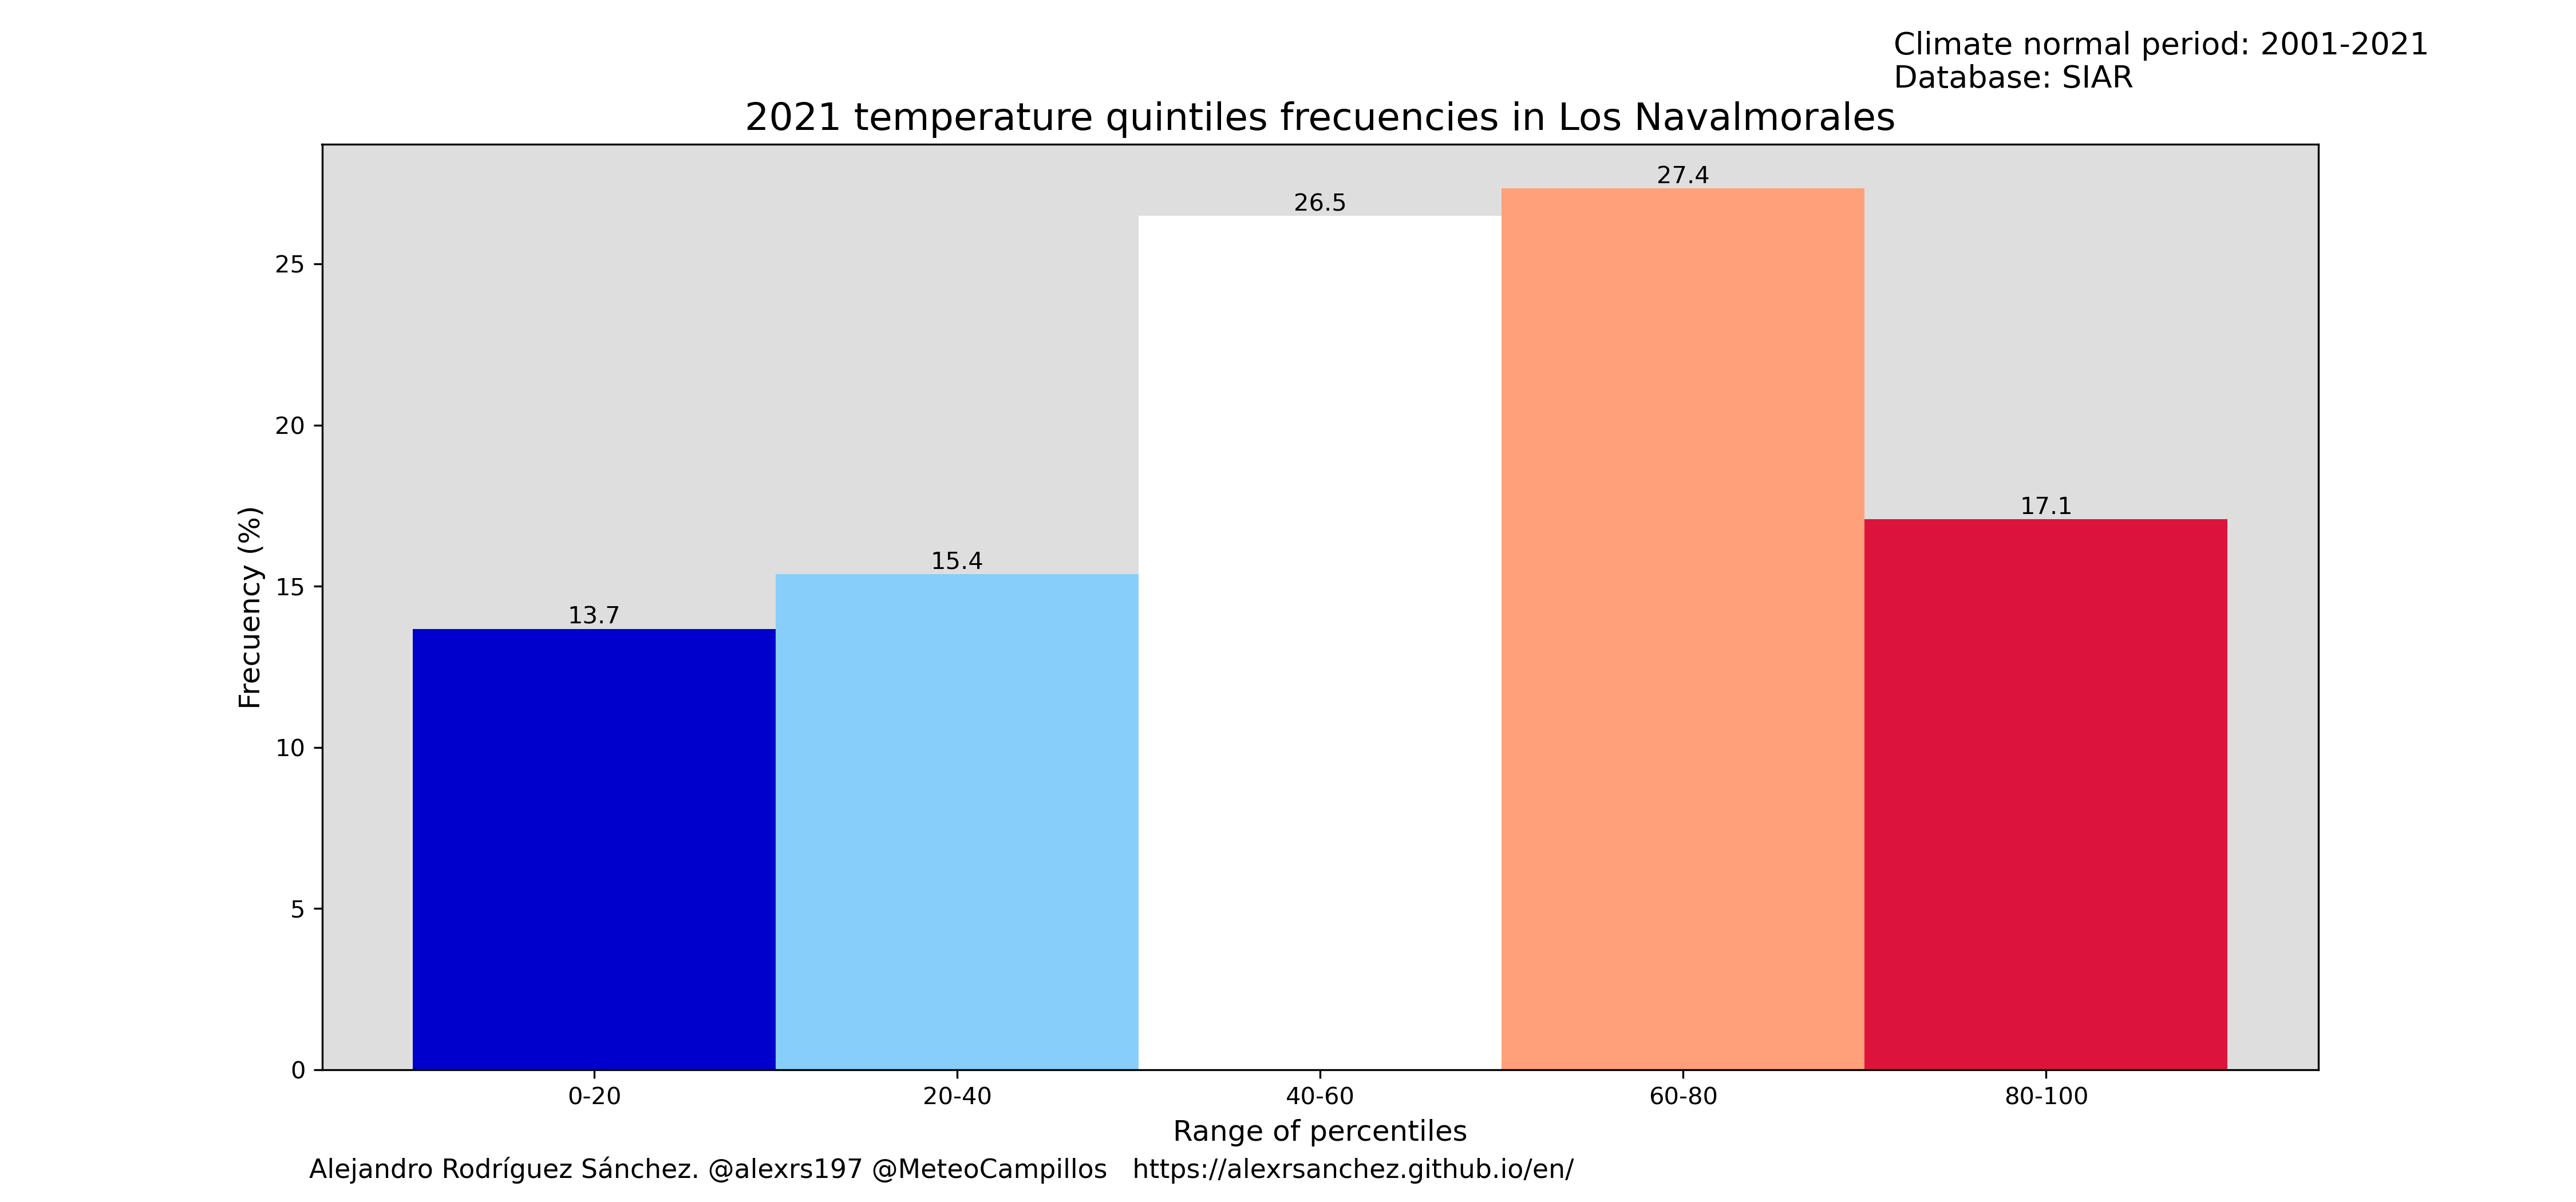 Climate normal period: 2001-2021
Database: SIAR
2021 temperature quintiles frecuencies in Los Navalmorales
27.4
26.5
25
20
17.1
15.4
15
13.7
10
5
0
Frecuency (%)
0-20 20-40 40-60 60-80 80-100
Range of percentiles
Alejandro Rodríguez Sánchez. @alexrs197 @MeteoCampillos https://alexrsanchez.github.io/en/